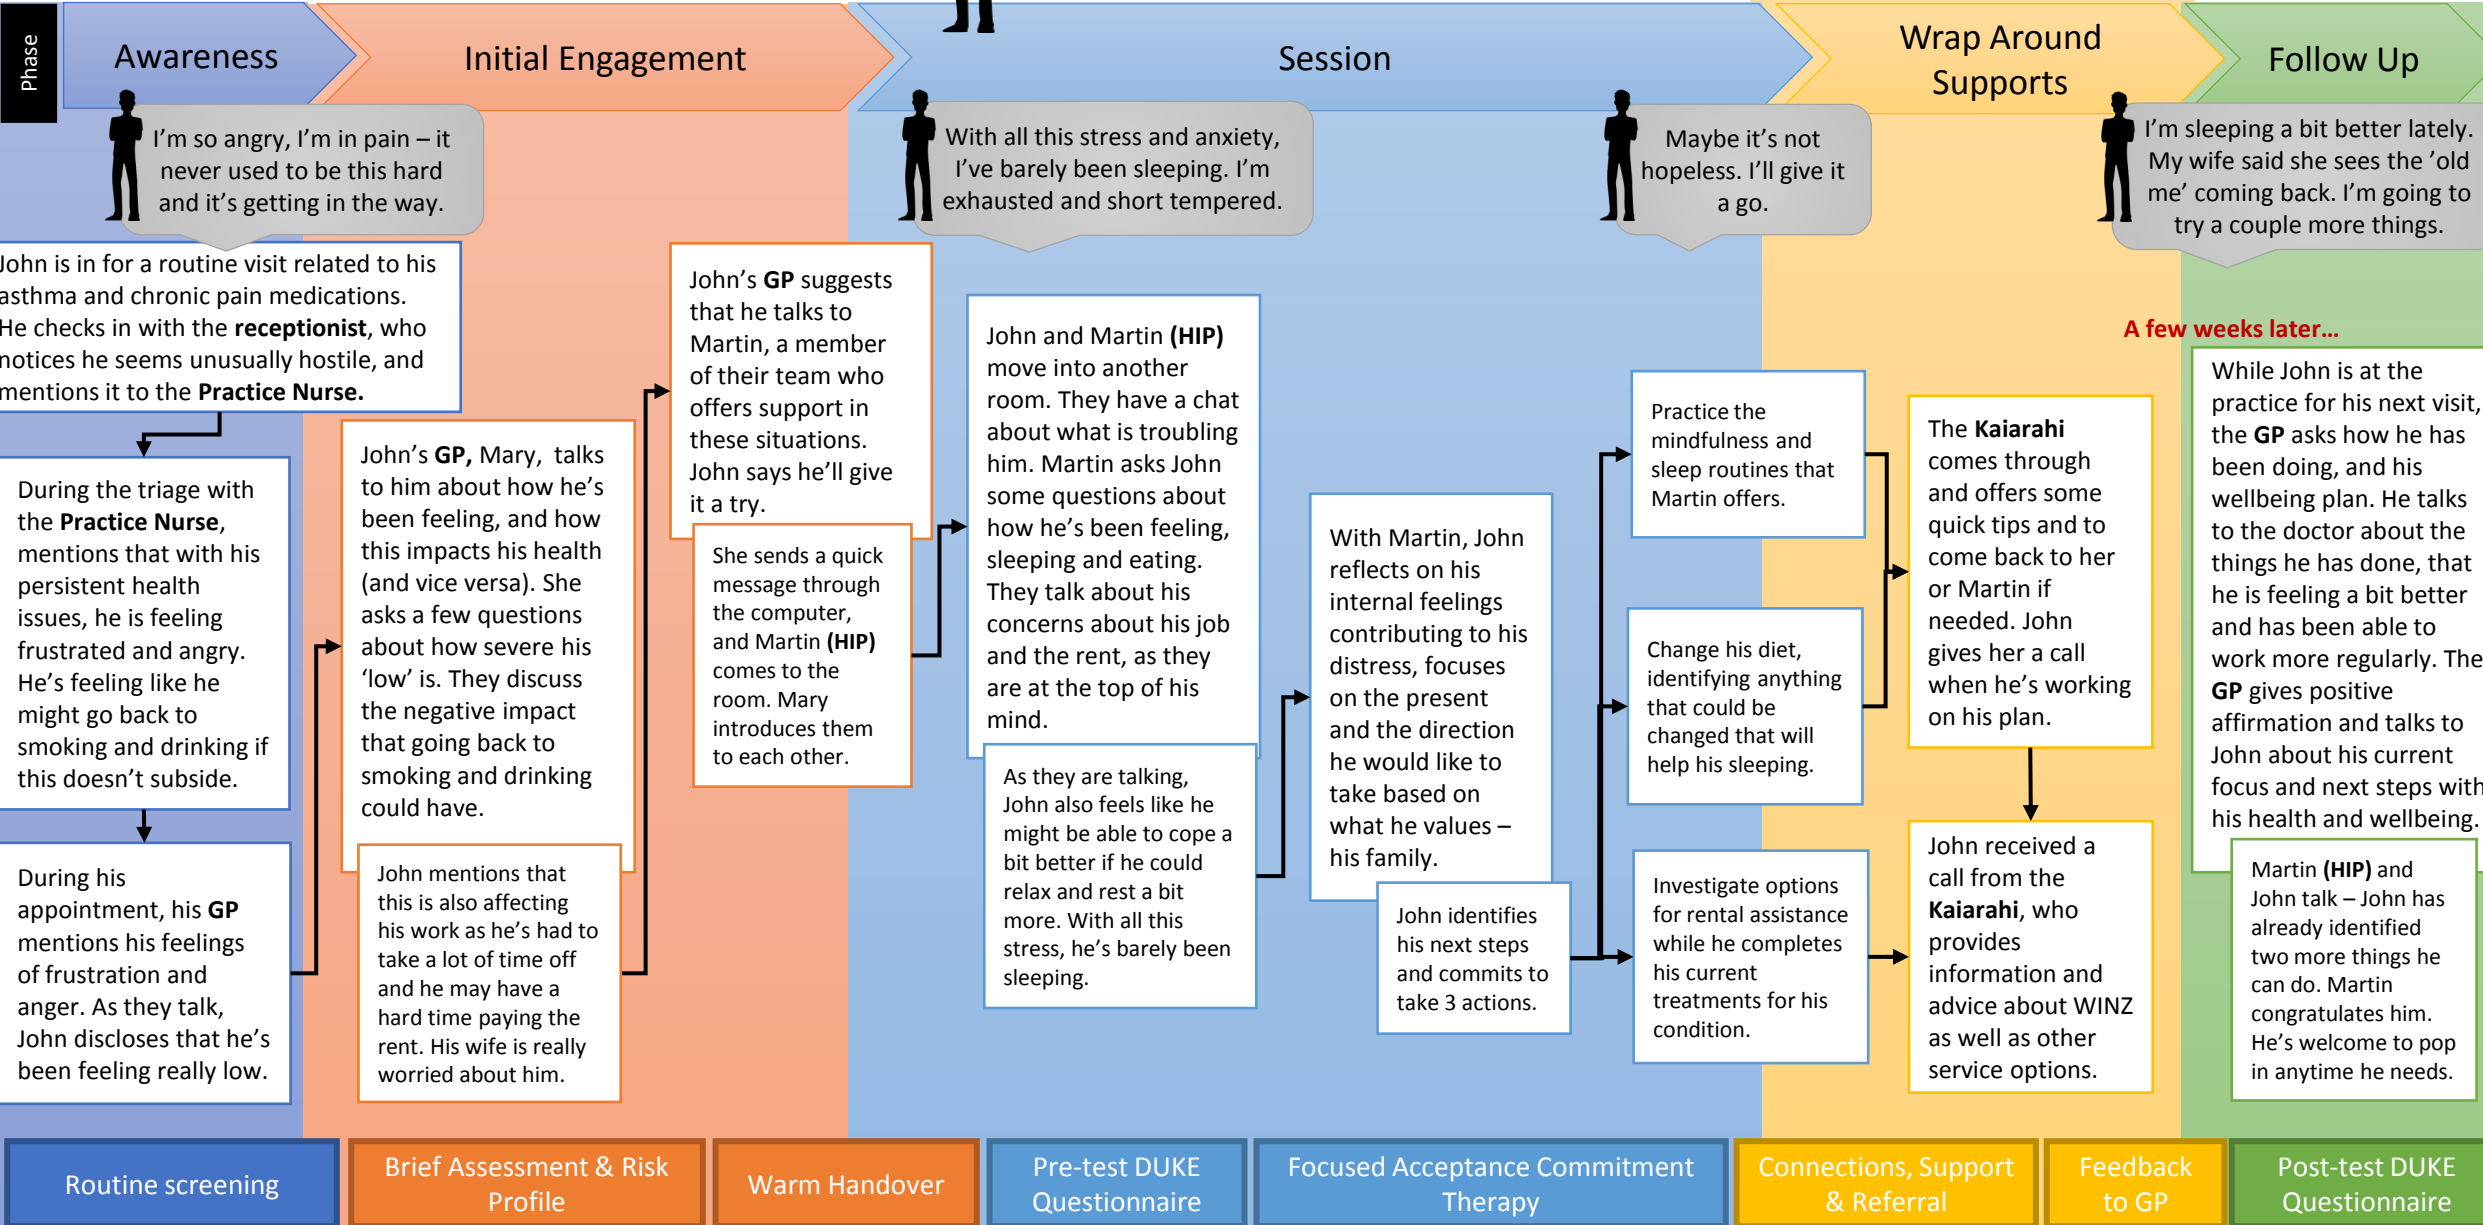 Phase
Awareness
Initial Engagement
Session
Wrap Around
Supports
Follow Up
I'm so angry, I'm in pain – it
never used to be this hard
and it's getting in the way.
With all this stress and anxiety,
I've barely been sleeping. I'm
exhausted and short tempered.
Maybe it's not
hopeless. I'll give it
a go.
I'm sleeping a bit better lately.
My wife said she sees the 'old
me' coming back. I'm going to
try a couple more things.
John is in for a routine visit related to his
asthma and chronic pain medications.
He checks in with the receptionist, who
notices he seems unusually hostile, and
mentions it to the Practice Nurse.
During the triage with
the Practice Nurse,
mentions that with his
persistent health
issues, he is feeling
frustrated and angry.
He's feeling like he
might go back to
smoking and drinking if
this doesn't subside.
During his
appointment, his GP
mentions his feelings
of frustration and
anger. As they talk,
John discloses that he's
been feeling really low.
John's GP, Mary, talks
to him about how he's
been feeling, and how
this impacts his health
(and vice versa). She
asks a few questions
about how severe his
'low' is. They discuss
the negative impact
that going back to
smoking and drinking
could have.
John mentions that
this is also affecting
his work as he's had to
take a lot of time off
and he may have a
hard time paying the
rent. His wife is really
worried about him.
John's GP suggests
that he talks to
Martin, a member
of their team who
offers support in
these situations.
John says he'll give
it a try.
She sends a quick
message through
the computer,
and Martin (HIP)
comes to the
room. Mary
introduces them
to each other.
John and Martin (HIP)
move into another
room. They have a chat
about what is troubling
him. Martin asks John
some questions about
how he's been feeling,
sleeping and eating.
They talk about his
concerns about his job
and the rent, as they
are at the top of his
mind.
As they are talking,
John also feels like he
might be able to cope a
bit better if he could
relax and rest a bit
more. With all this
stress, he's barely been
sleeping.
With Martin, John
reflects on his
internal feelings
contributing to his
distress, focuses
on the present
and the direction
he would like to
take based on
what he values –
his family.
John identifies
his next steps
and commits to
take 3 actions.
Practice the
mindfulness and
sleep routines that
Martin offers.
Change his diet,
identifying anything
that could be
changed that will
help his sleeping.
Investigate options
for rental assistance
while he completes
his current
treatments for his
condition.
The Kaiarahi
comes through
and offers some
quick tips and to
come back to her
or Martin if
needed. John
gives her a call
when he's working
on his plan.
John received a
call from the
Kaiarahi, who
provides
information and
advice about WINZ
as well as other
service options.
A few weeks later…
While John is at the
practice for his next visit,
the GP asks how he has
been doing, and his
wellbeing plan. He talks
to the doctor about the
things he has done, that
he is feeling a bit better
and has been able to
work more regularly. The
GP gives positive
affirmation and talks to
John about his current
focus and next steps with
his health and wellbeing.
Martin (HIP) and
John talk – John has
already identified
two more things he
can do. Martin
congratulates him.
He's welcome to pop
in anytime he needs.
Routine screening
Brief Assessment & Risk
Profile
Warm Handover
Pre-test DUKE
Questionnaire
Focused Acceptance Commitment
Therapy
Connections, Support
& Referral
Feedback
to GP
Post-test DUKE
Questionnaire